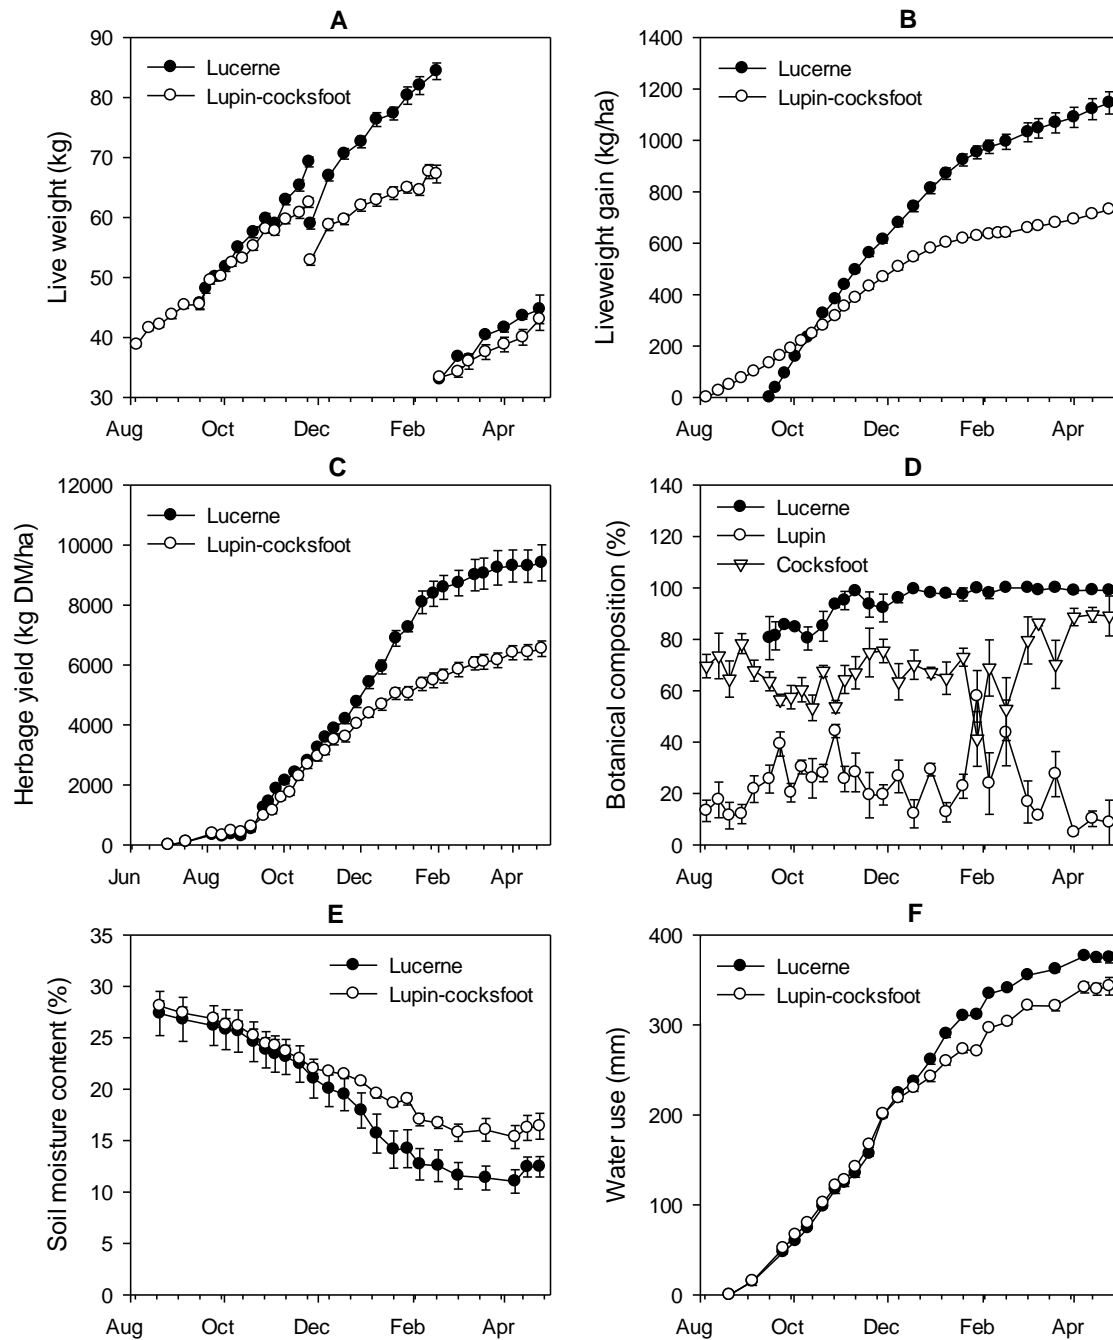 A
Live weight (kg)
90
80
70
60
50
40
30
Lucerne
Lupin-cocksfoot
Aug Oct Dec Feb Apr
B
Liveweight gain (kg/ha)
1400
1200
1000
800
600
400
200
0
Lucerne
Lupin-cocksfoot
Aug Oct Dec Feb Apr
C
Herbage yield (kg DM/ha)
12000
10000
8000
6000
4000
2000
0
Lucerne
Lupin-cocksfoot
Jun Aug Oct Dec Feb Apr
D
Botanical composition (%)
140
120
100
80
60
40
20
0
Lucerne
Lupin
Cocksfoot
Aug Oct Dec Feb Apr
E
Soil moisture content (%)
35
30
25
20
15
10
5
0
Lucerne
Lupin-cocksfoot
Aug Oct Dec Feb Apr
F
Water use (mm)
400
300
200
100
0
Lucerne
Lupin-cocksfoot
Aug Oct Dec Feb Apr